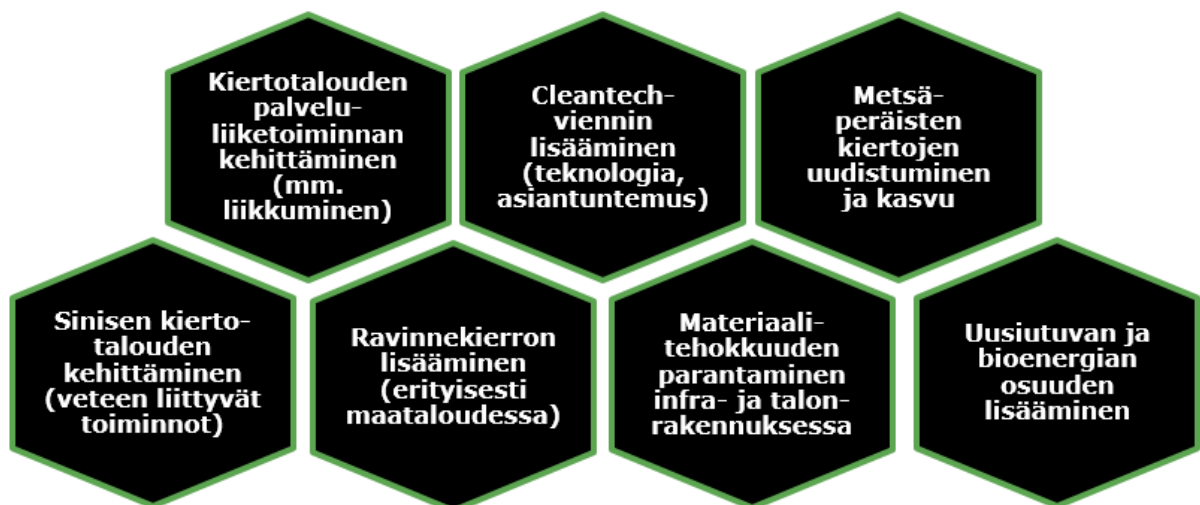 Kiertotalouden
palvelu-
liiketoiminnan
kehittäminen
(mm.
liikkuminen)
Cleantech-
viennin
lisääminen
(teknologia,
asiantuntemus)
Metsä-
peräisten
kiertojen
uudistuminen
ja kasvu
Sinisen kierto-
talouden
kehittäminen
(veteen liittyvät
toiminnot)
Ravinnekierron
lisääminen
(erityisesti
maataloudessa)
Materiaali-
tehokkuuden
parantaminen
infra- ja talon-
rakennuksessa
Uusiutuvan ja
bioenergian
osuuden
lisääminen